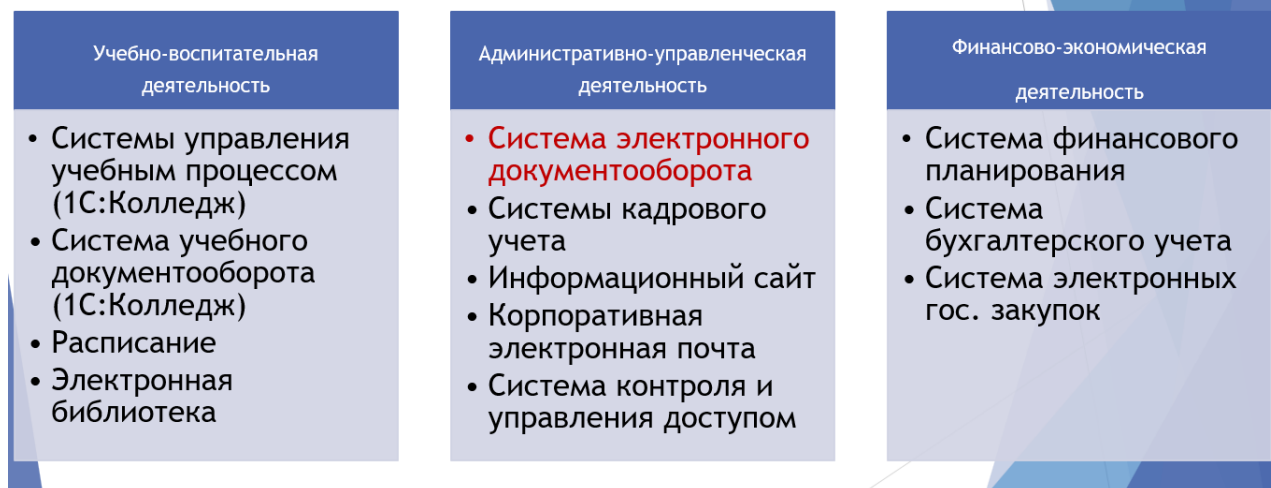 Учебно-воспитательная
деятельность
• Системы управления
учебным процессом
(1С:Колледж)
• Система учебного
документооборота
(1С:Колледж)
• Расписание
• Электронная
библиотека
Административно-управленческая
деятельность
• Система электронного
документооборота
• Системы кадрового
учета
• Информационный сайт
• Корпоративная
электронная почта
• Система контроля и
управления доступом
Финансово-экономическая
деятельность
• Система финансового
планирования
• Система
бухгалтерского учета
• Система электронных
гос. закупок